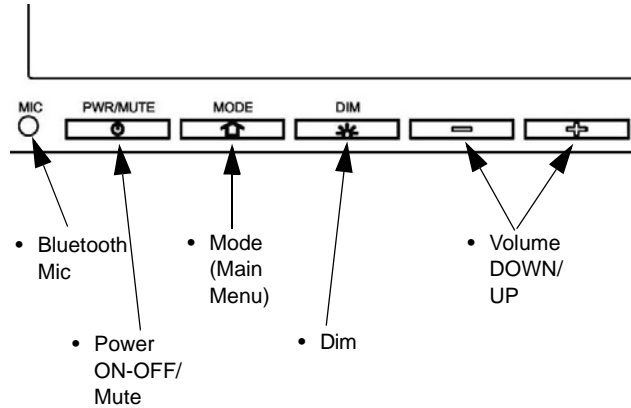 MIC PWR/MUTE MODE DIM
• Bluetooth
Mic
• Mode
(Main
Menu)
• Volume
DOWN/
UP
• Power
ON-OFF/
Mute
• Dim